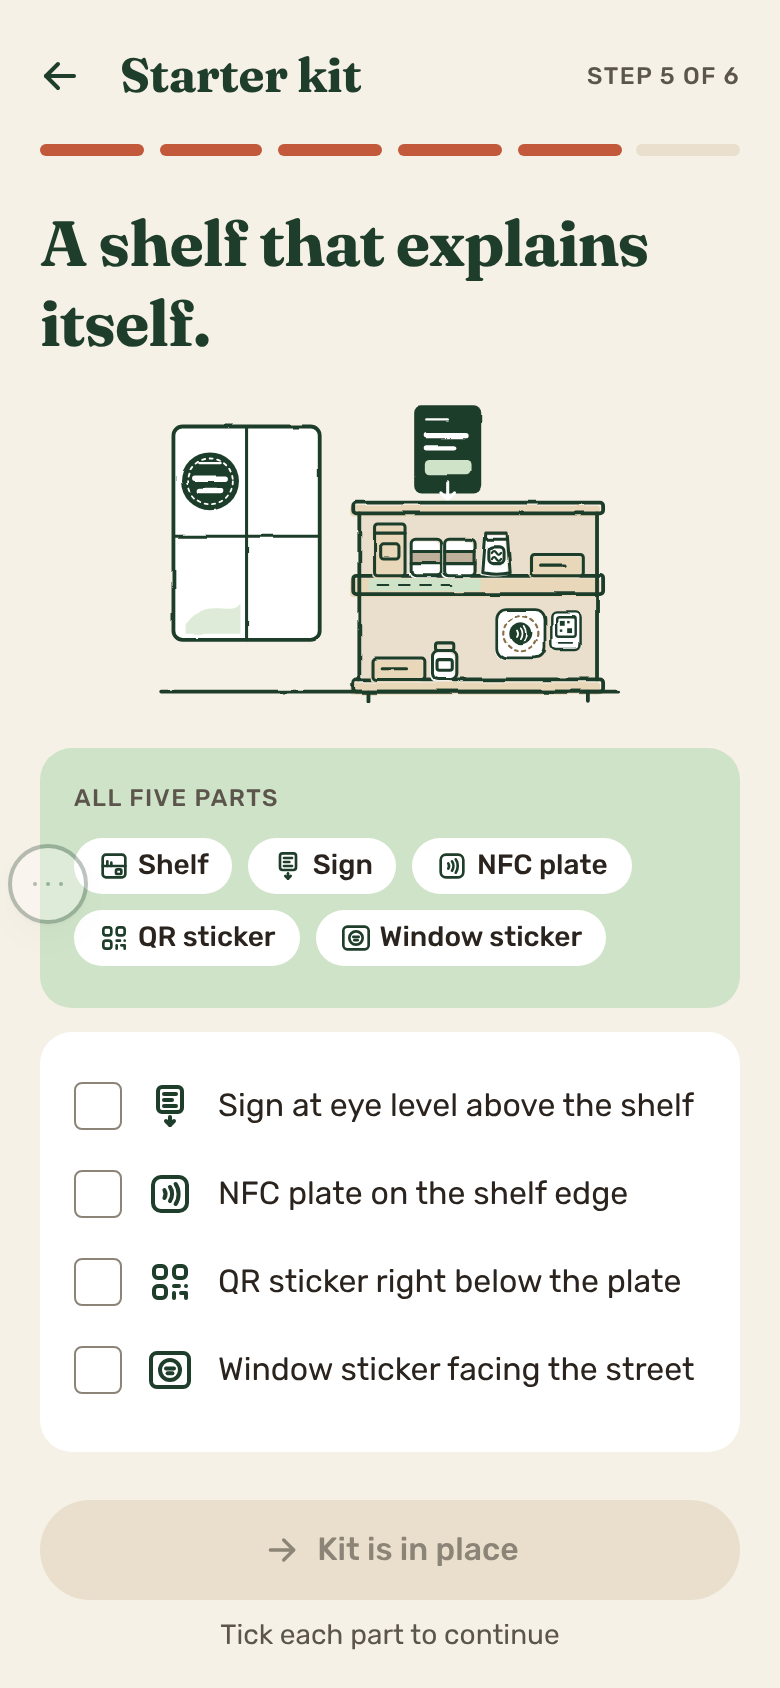 Starter kit
STEP 5 OF 6
A shelf that explains
itself.
ALL FIVE PARTS
Shelf
Sign
NFC plate
QR sticker
Window sticker
Sign at eye level above the shelf
NFC plate on the shelf edge
QR sticker right below the plate
Window sticker facing the street
Kit is in place
Tick each part to continue